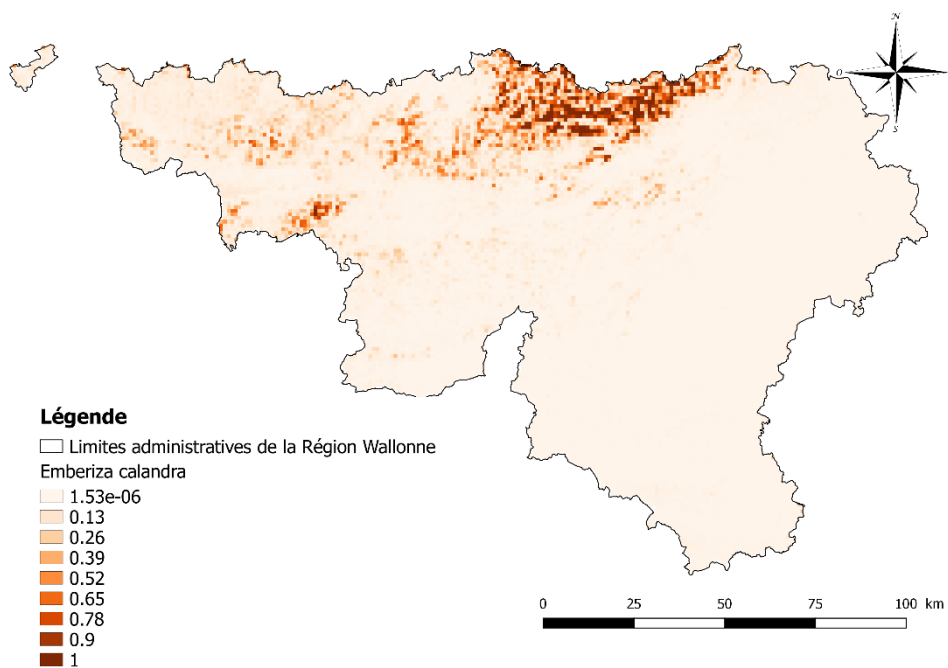 N
O
S
Légende
Limites administratives de la Région Wallonne
Emberiza calandra
1.53e-06
0.13
0.26
0.39
0.52
0.65
0.78
0.9
1
0 25 50 75 100 km